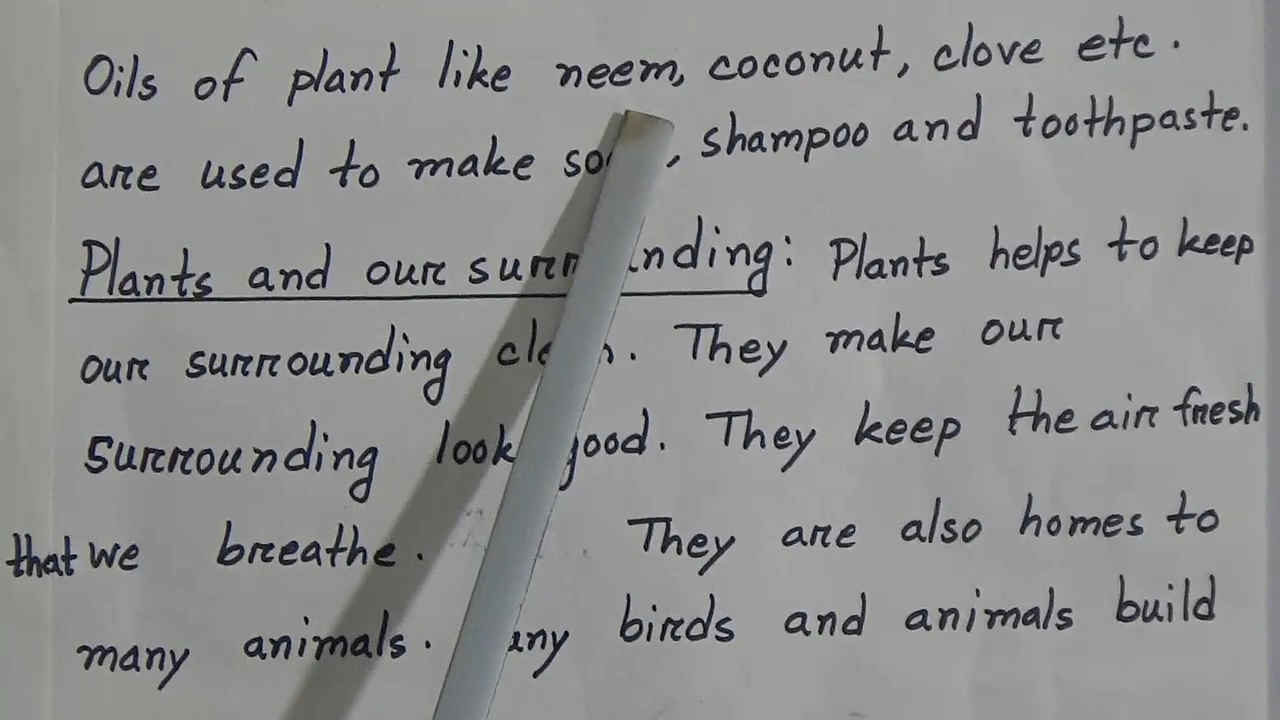 Oils of plant like neem, coconut, clove etc.
are used to make , shampoo and toothpaste.
Plants and our : Plants helps to keep
our surrounding . They make our
surrounding look good. They keep the air fresh
that we breathe. They are also homes to
many animals. birds and animals build